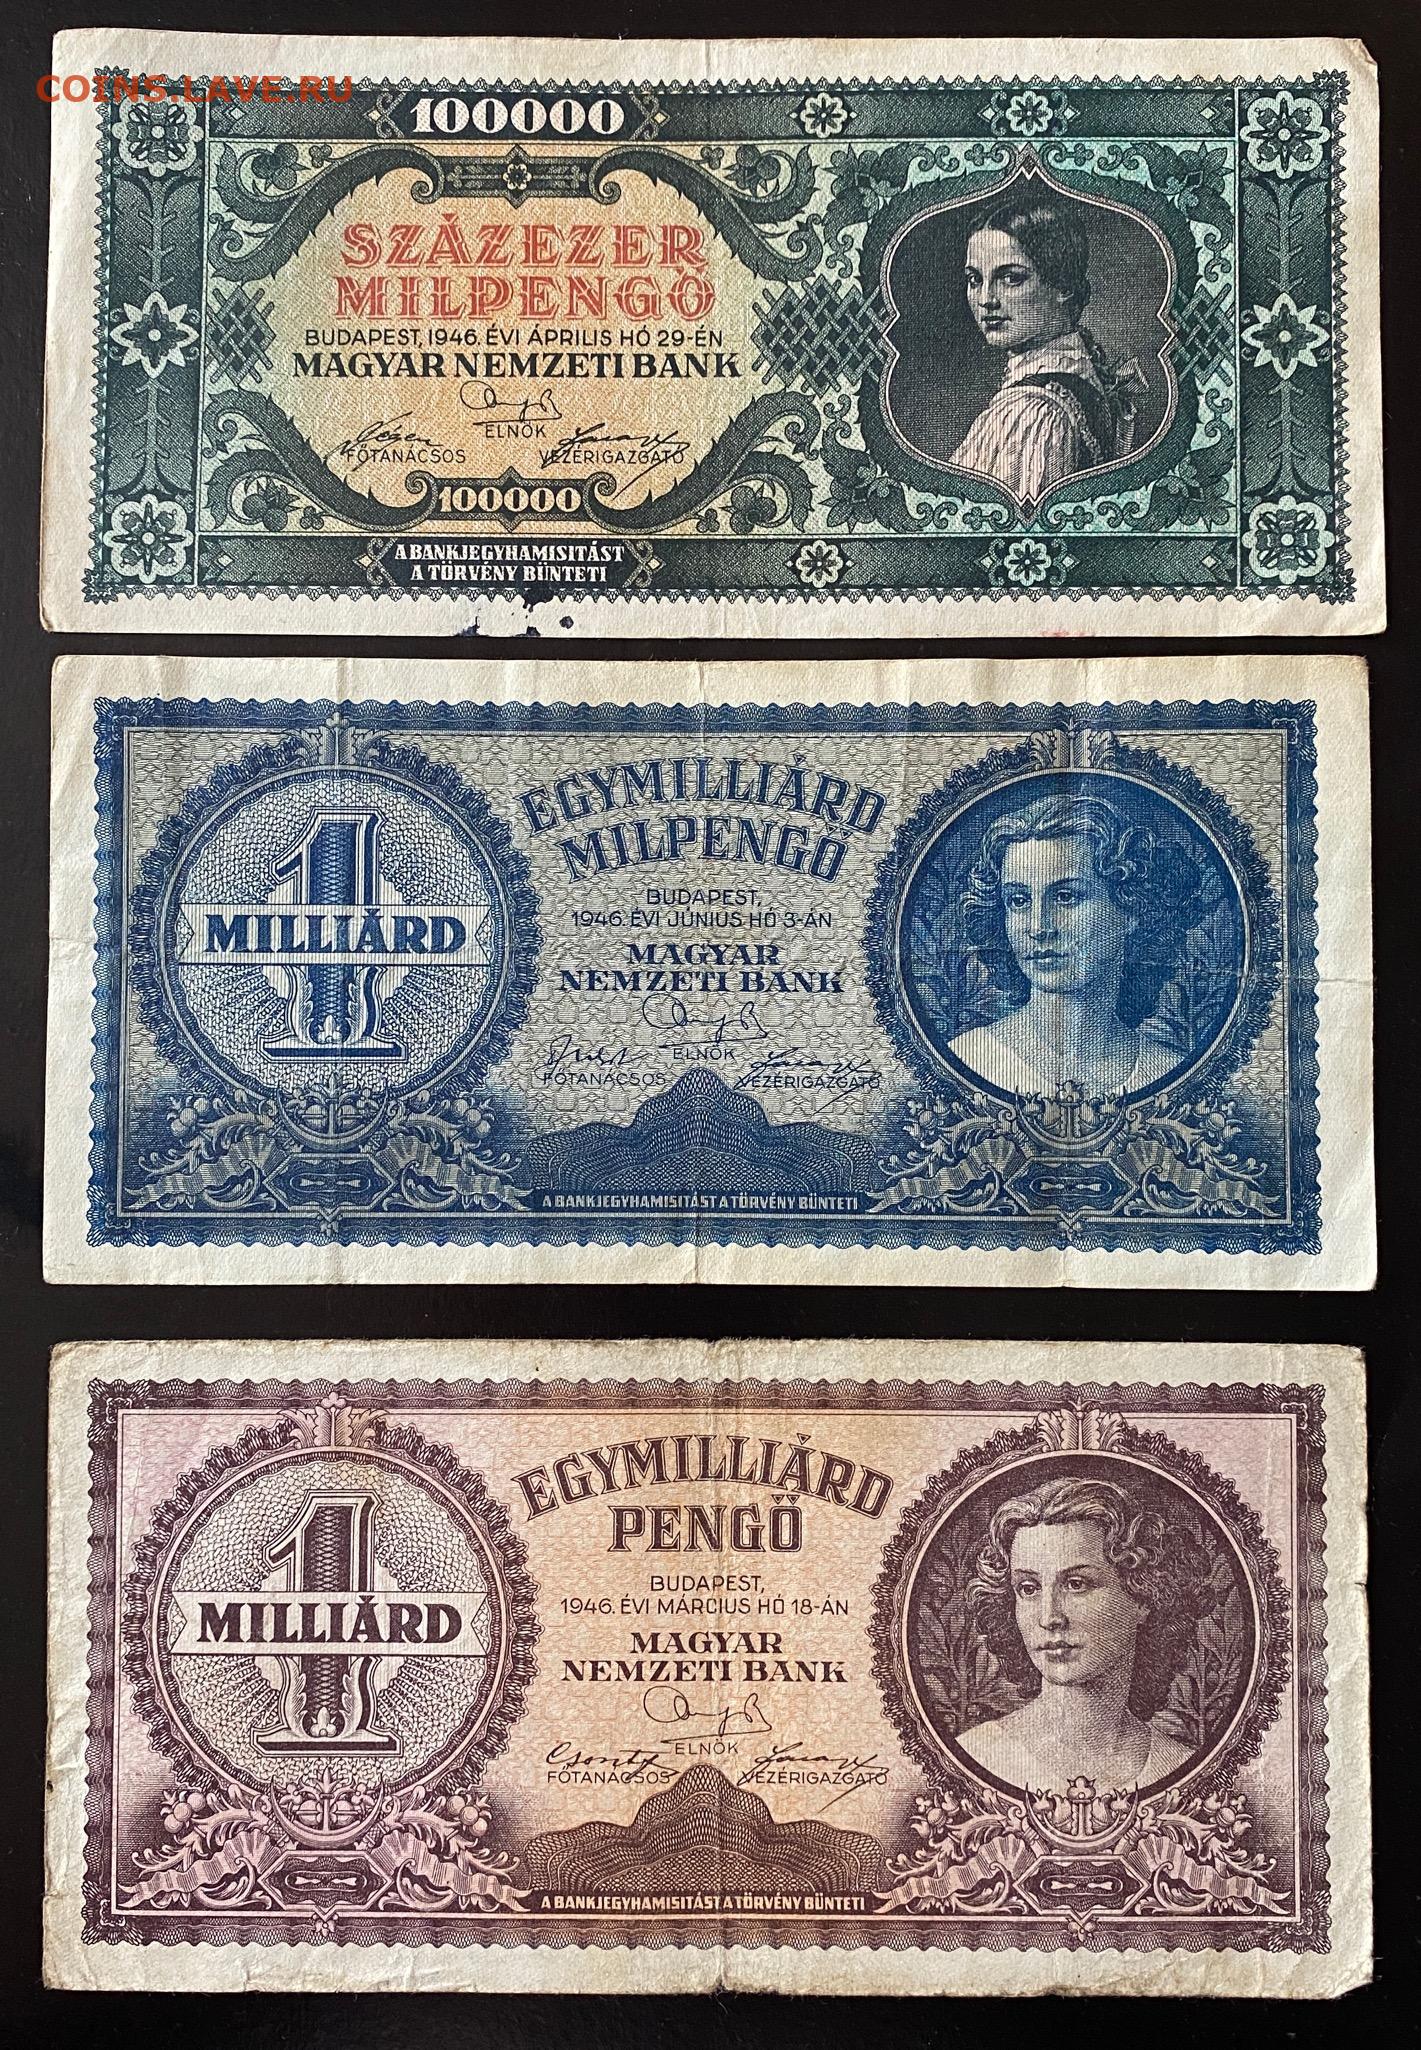 COINS.LAVE.RU
100000
SZÁZEZER
MILPENGŐ
BUDAPEST, 1946. ÉVI ÁPRILIS HÓ 29-ÉN
MAGYAR NEMZETI BANK
ELNÖK
FŐTANÁCSOS VEZÉRIGAZGATÓ
100000
A BANKJEGYHAMISITÁST
A TÖRVÉNY BÜNTETI
1
MILLIÁRD
EGYMILLIÁRD
MILPENGŐ
BUDAPEST,
1946. ÉVI JÚNIUS HÓ 3-ÁN
MAGYAR
NEMZETI BANK
ELNÖK
FŐTANÁCSOS VEZÉRIGAZGATÓ
A BANKJEGYHAMISITÁST A TÖRVÉNY BÜNTETI
1
MILLIÁRD
EGYMILLIÁRD
PENGŐ
BUDAPEST,
1946. ÉVI MÁRCIUS HÓ 18-ÁN
MAGYAR
NEMZETI BANK
ELNÖK
FŐTANÁCSOS VEZÉRIGAZGATÓ
A BANKJEGYHAMISITÁST A TÖRVÉNY BÜNTETI